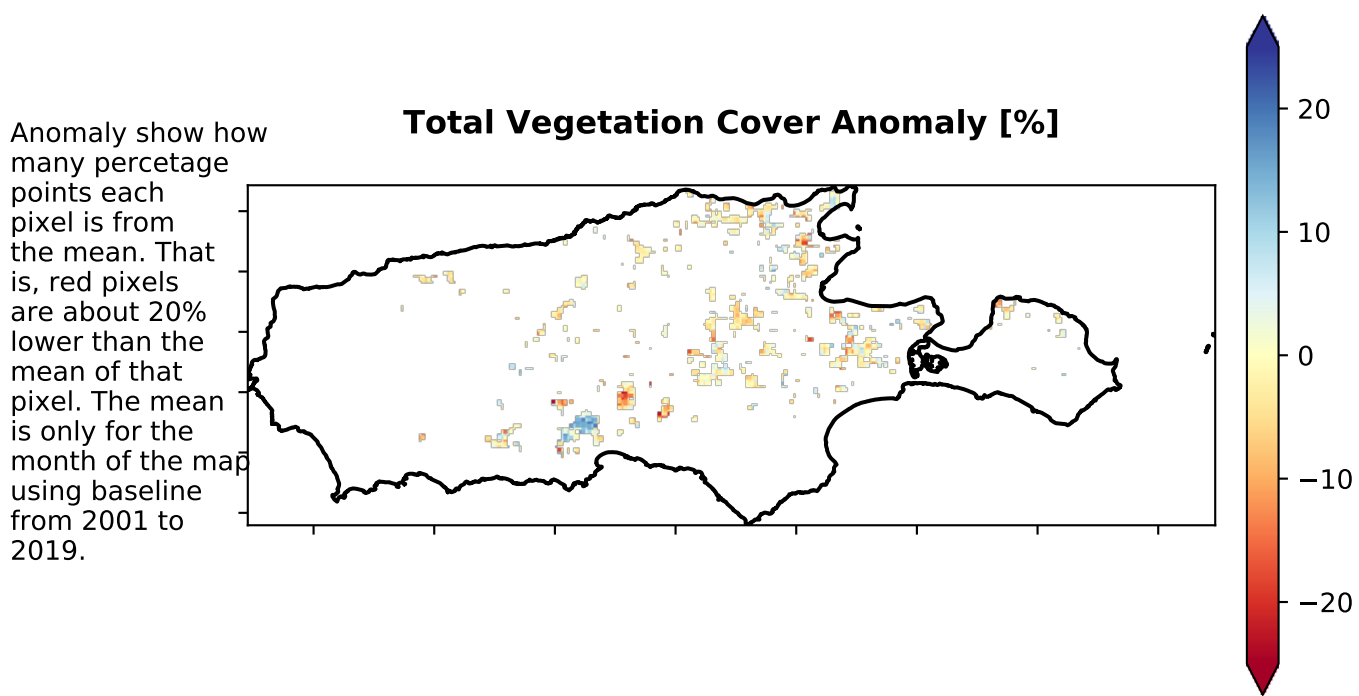 Total Vegetation Cover Anomaly [%]
Anomaly show how
many percetage
points each
pixel is from
the mean. That
is, red pixels
are about 20%
lower than the
mean of that
pixel. The mean
is only for the
month of the map
using baseline
from 2001 to
2019.
20
10
0
−10
−20